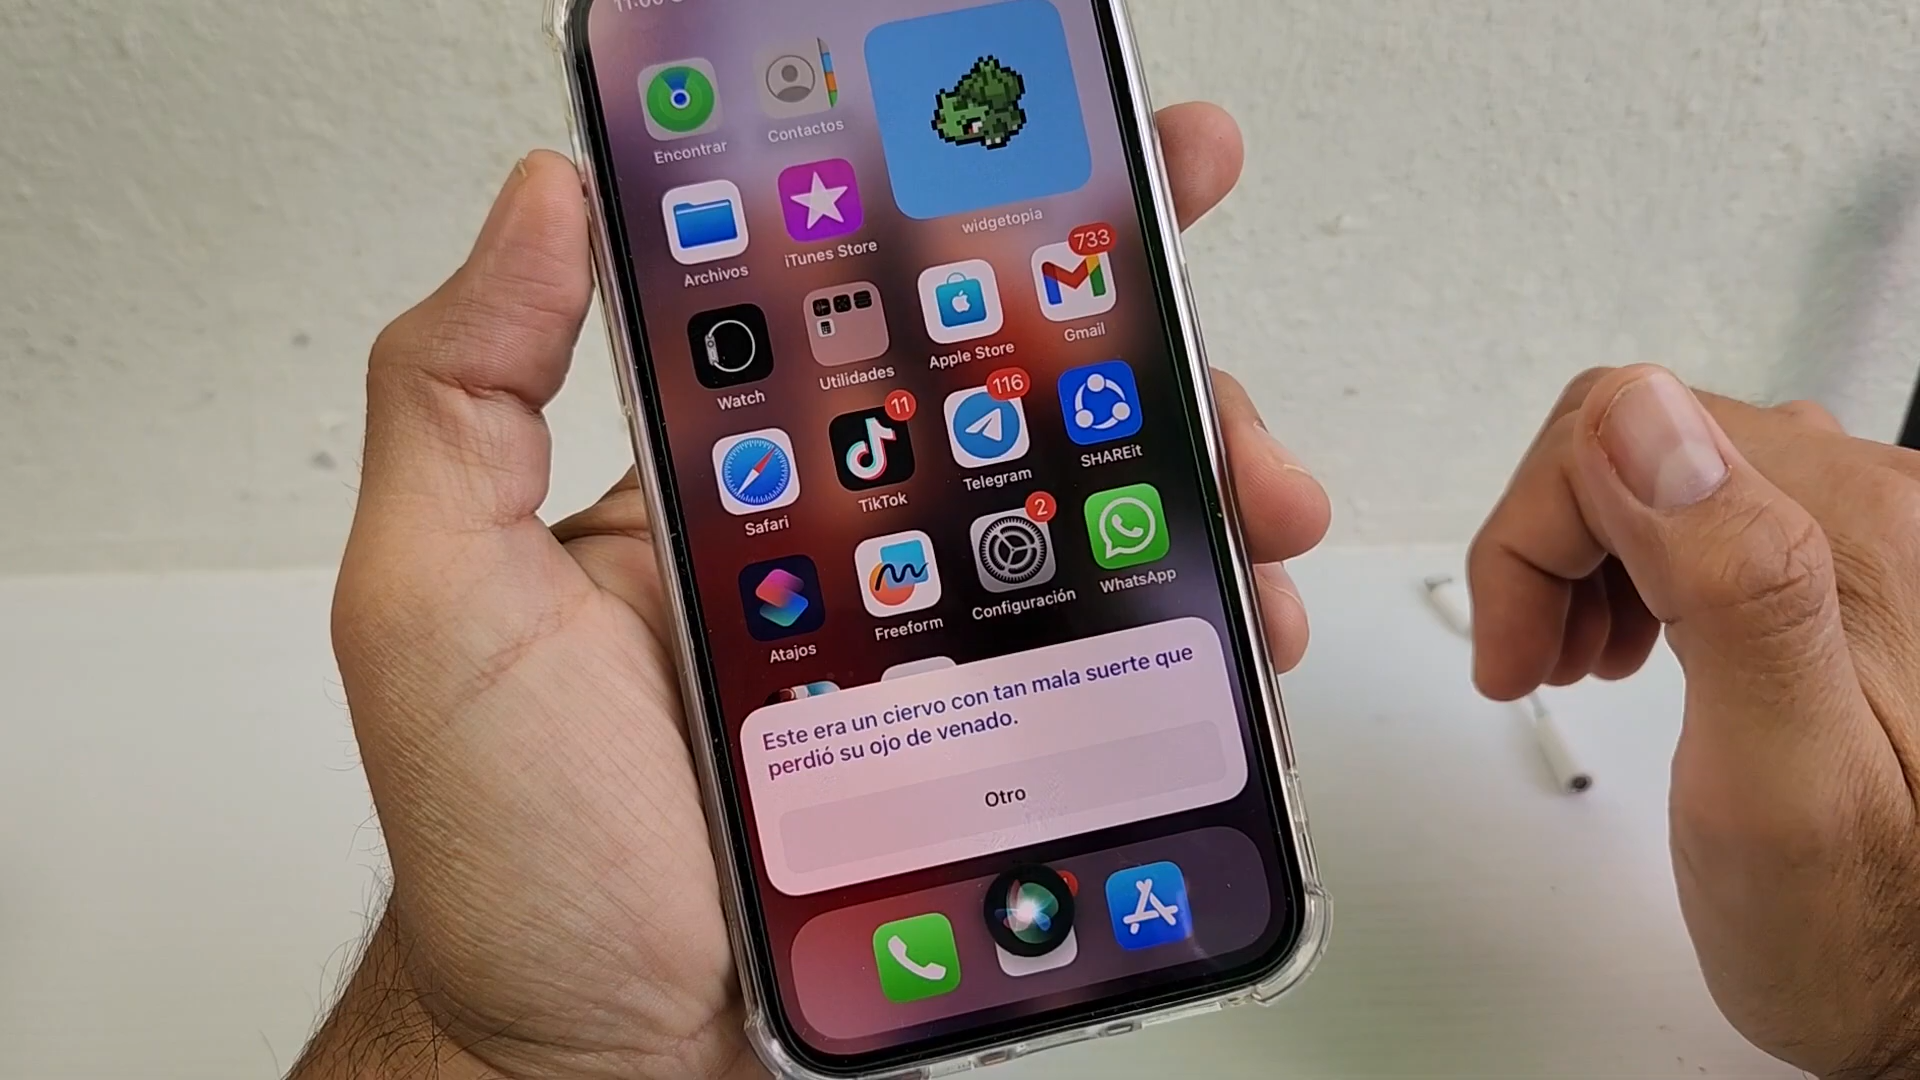 Encontrar
Contactos
widgetopia
Archivos
iTunes Store
733
Watch
Utilidades
Apple Store
Gmail
11
116
Safari
TikTok
Telegram
SHAREit
2
Atajos
Freeform
Configuración
WhatsApp
Este era un ciervo con tan mala suerte que
perdió su ojo de venado.
Otro